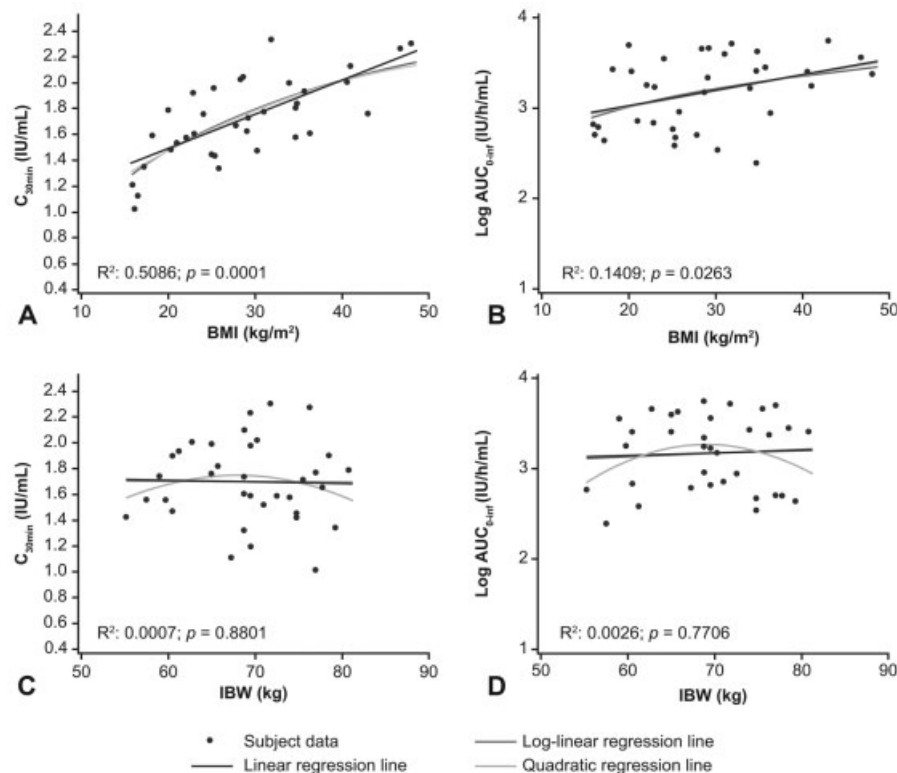 C30min (IU/mL)
2.4
2.2
2.0
1.8
1.6
1.4
1.2
1.0
0.8
0.6
0.4
R²: 0.5086; p = 0.0001
10 20 30 40 50
A
BMI (kg/m²)
Log AUC0-inf (IU/h/mL)
4
3
2
1
R²: 0.1409; p = 0.0263
10 20 30 40 50
B
BMI (kg/m²)
C30min (IU/mL)
2.4
2.2
2.0
1.8
1.6
1.4
1.2
1.0
0.8
0.6
0.4
R²: 0.0007; p = 0.8801
50 60 70 80 90
C
IBW (kg)
Log AUC0-inf (IU/h/mL)
4
3
2
1
R²: 0.0026; p = 0.7706
50 60 70 80 90
D
IBW (kg)
Subject data
Log-linear regression line
Linear regression line
Quadratic regression line